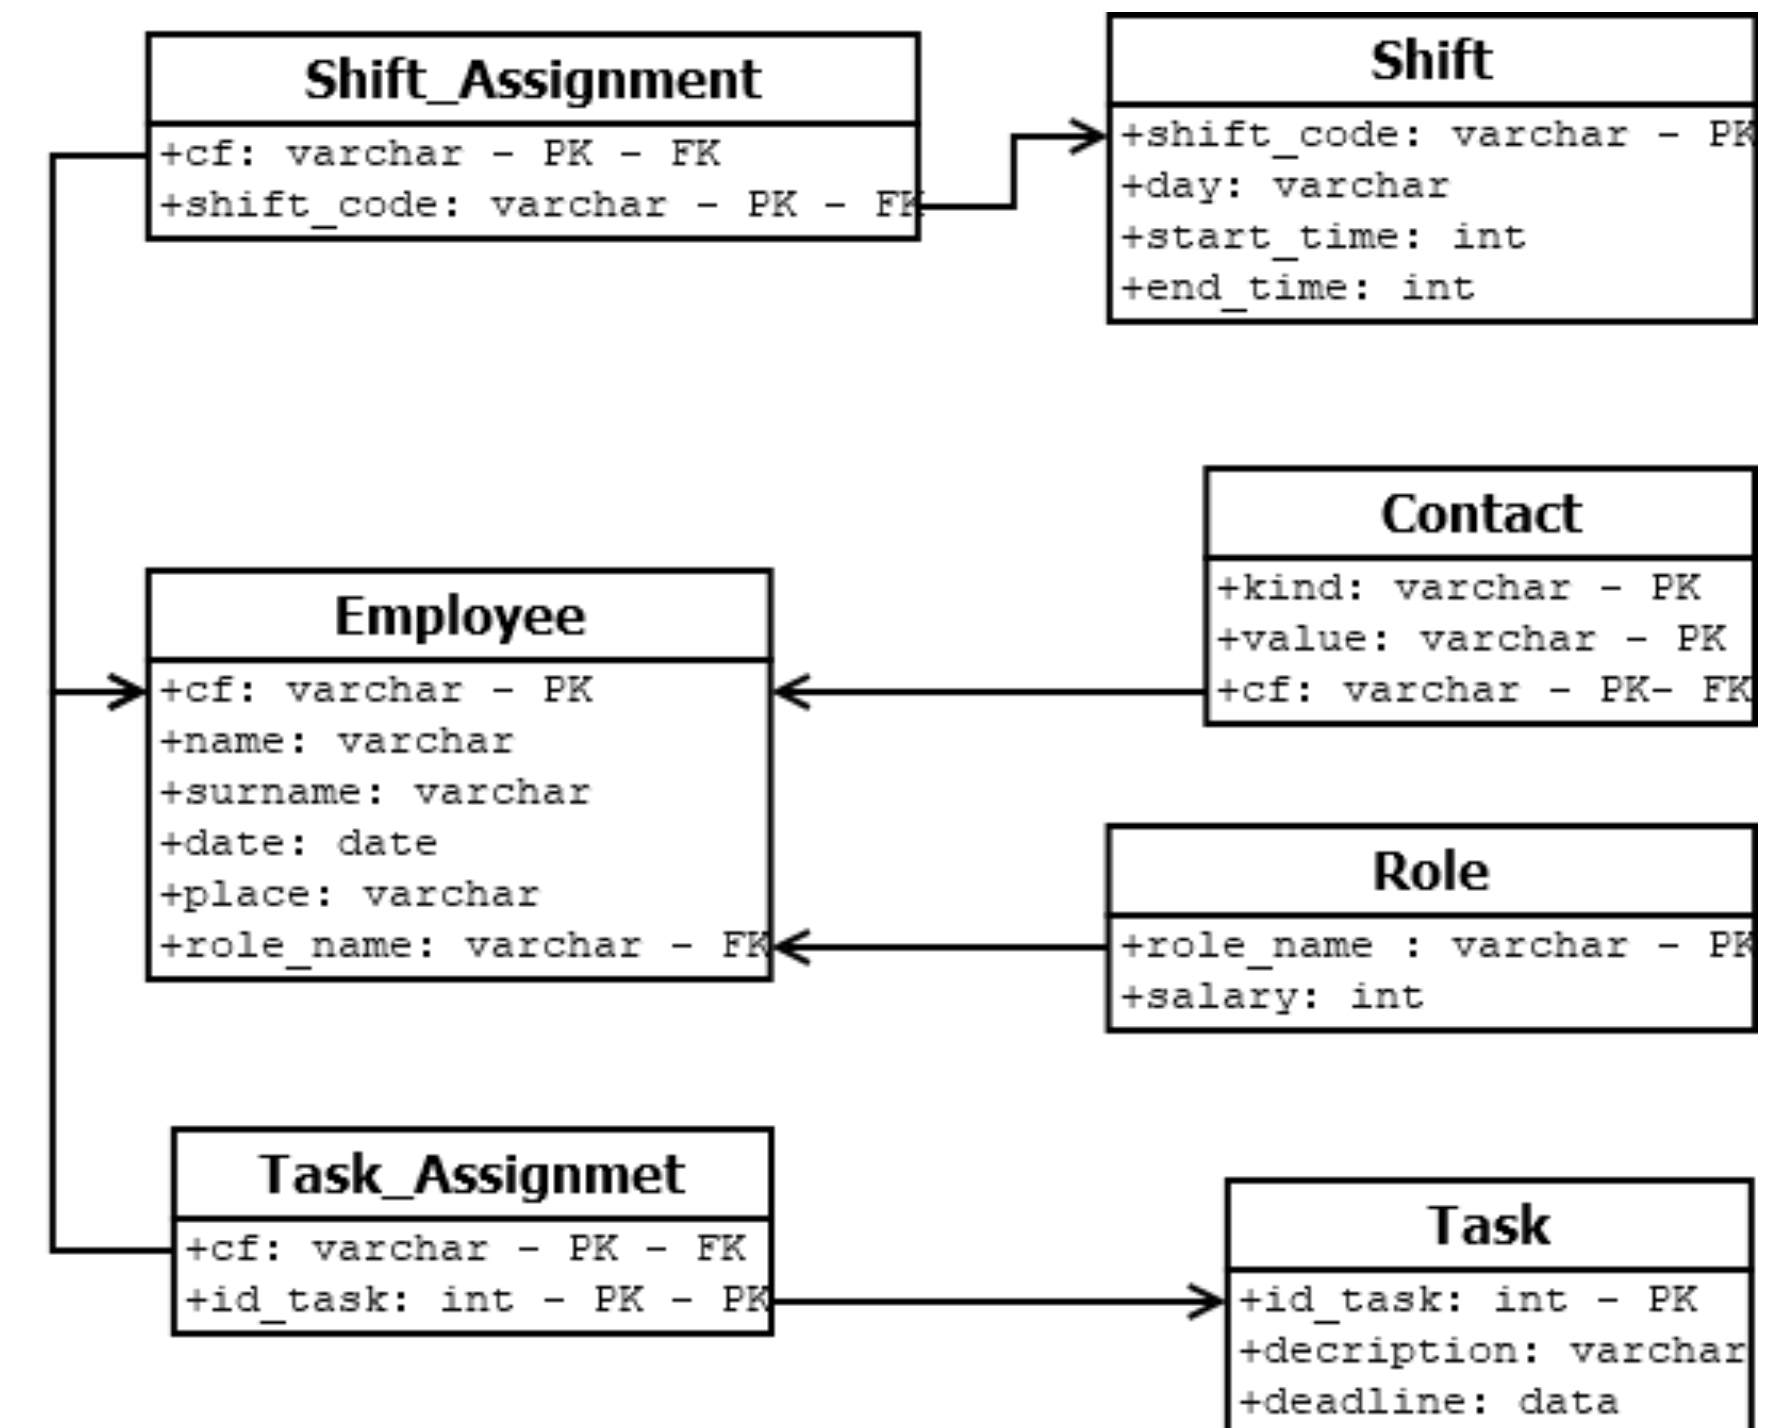 Shift_Assignment
+cf: varchar - PK - FK
+shift_code: varchar - PK - FK
Shift
+shift_code: varchar - PK
+day: varchar
+start_time: int
+end_time: int
Contact
+kind: varchar - PK
+value: varchar - PK
+cf: varchar - PK- FK
Employee
+cf: varchar - PK
+name: varchar
+surname: varchar
+date: date
+place: varchar
+role_name: varchar - FK
Role
+role_name : varchar - PK
+salary: int
Task_Assignmet
+cf: varchar - PK - FK
+id_task: int - PK - PK
Task
+id_task: int - PK
+decription: varchar
+deadline: data